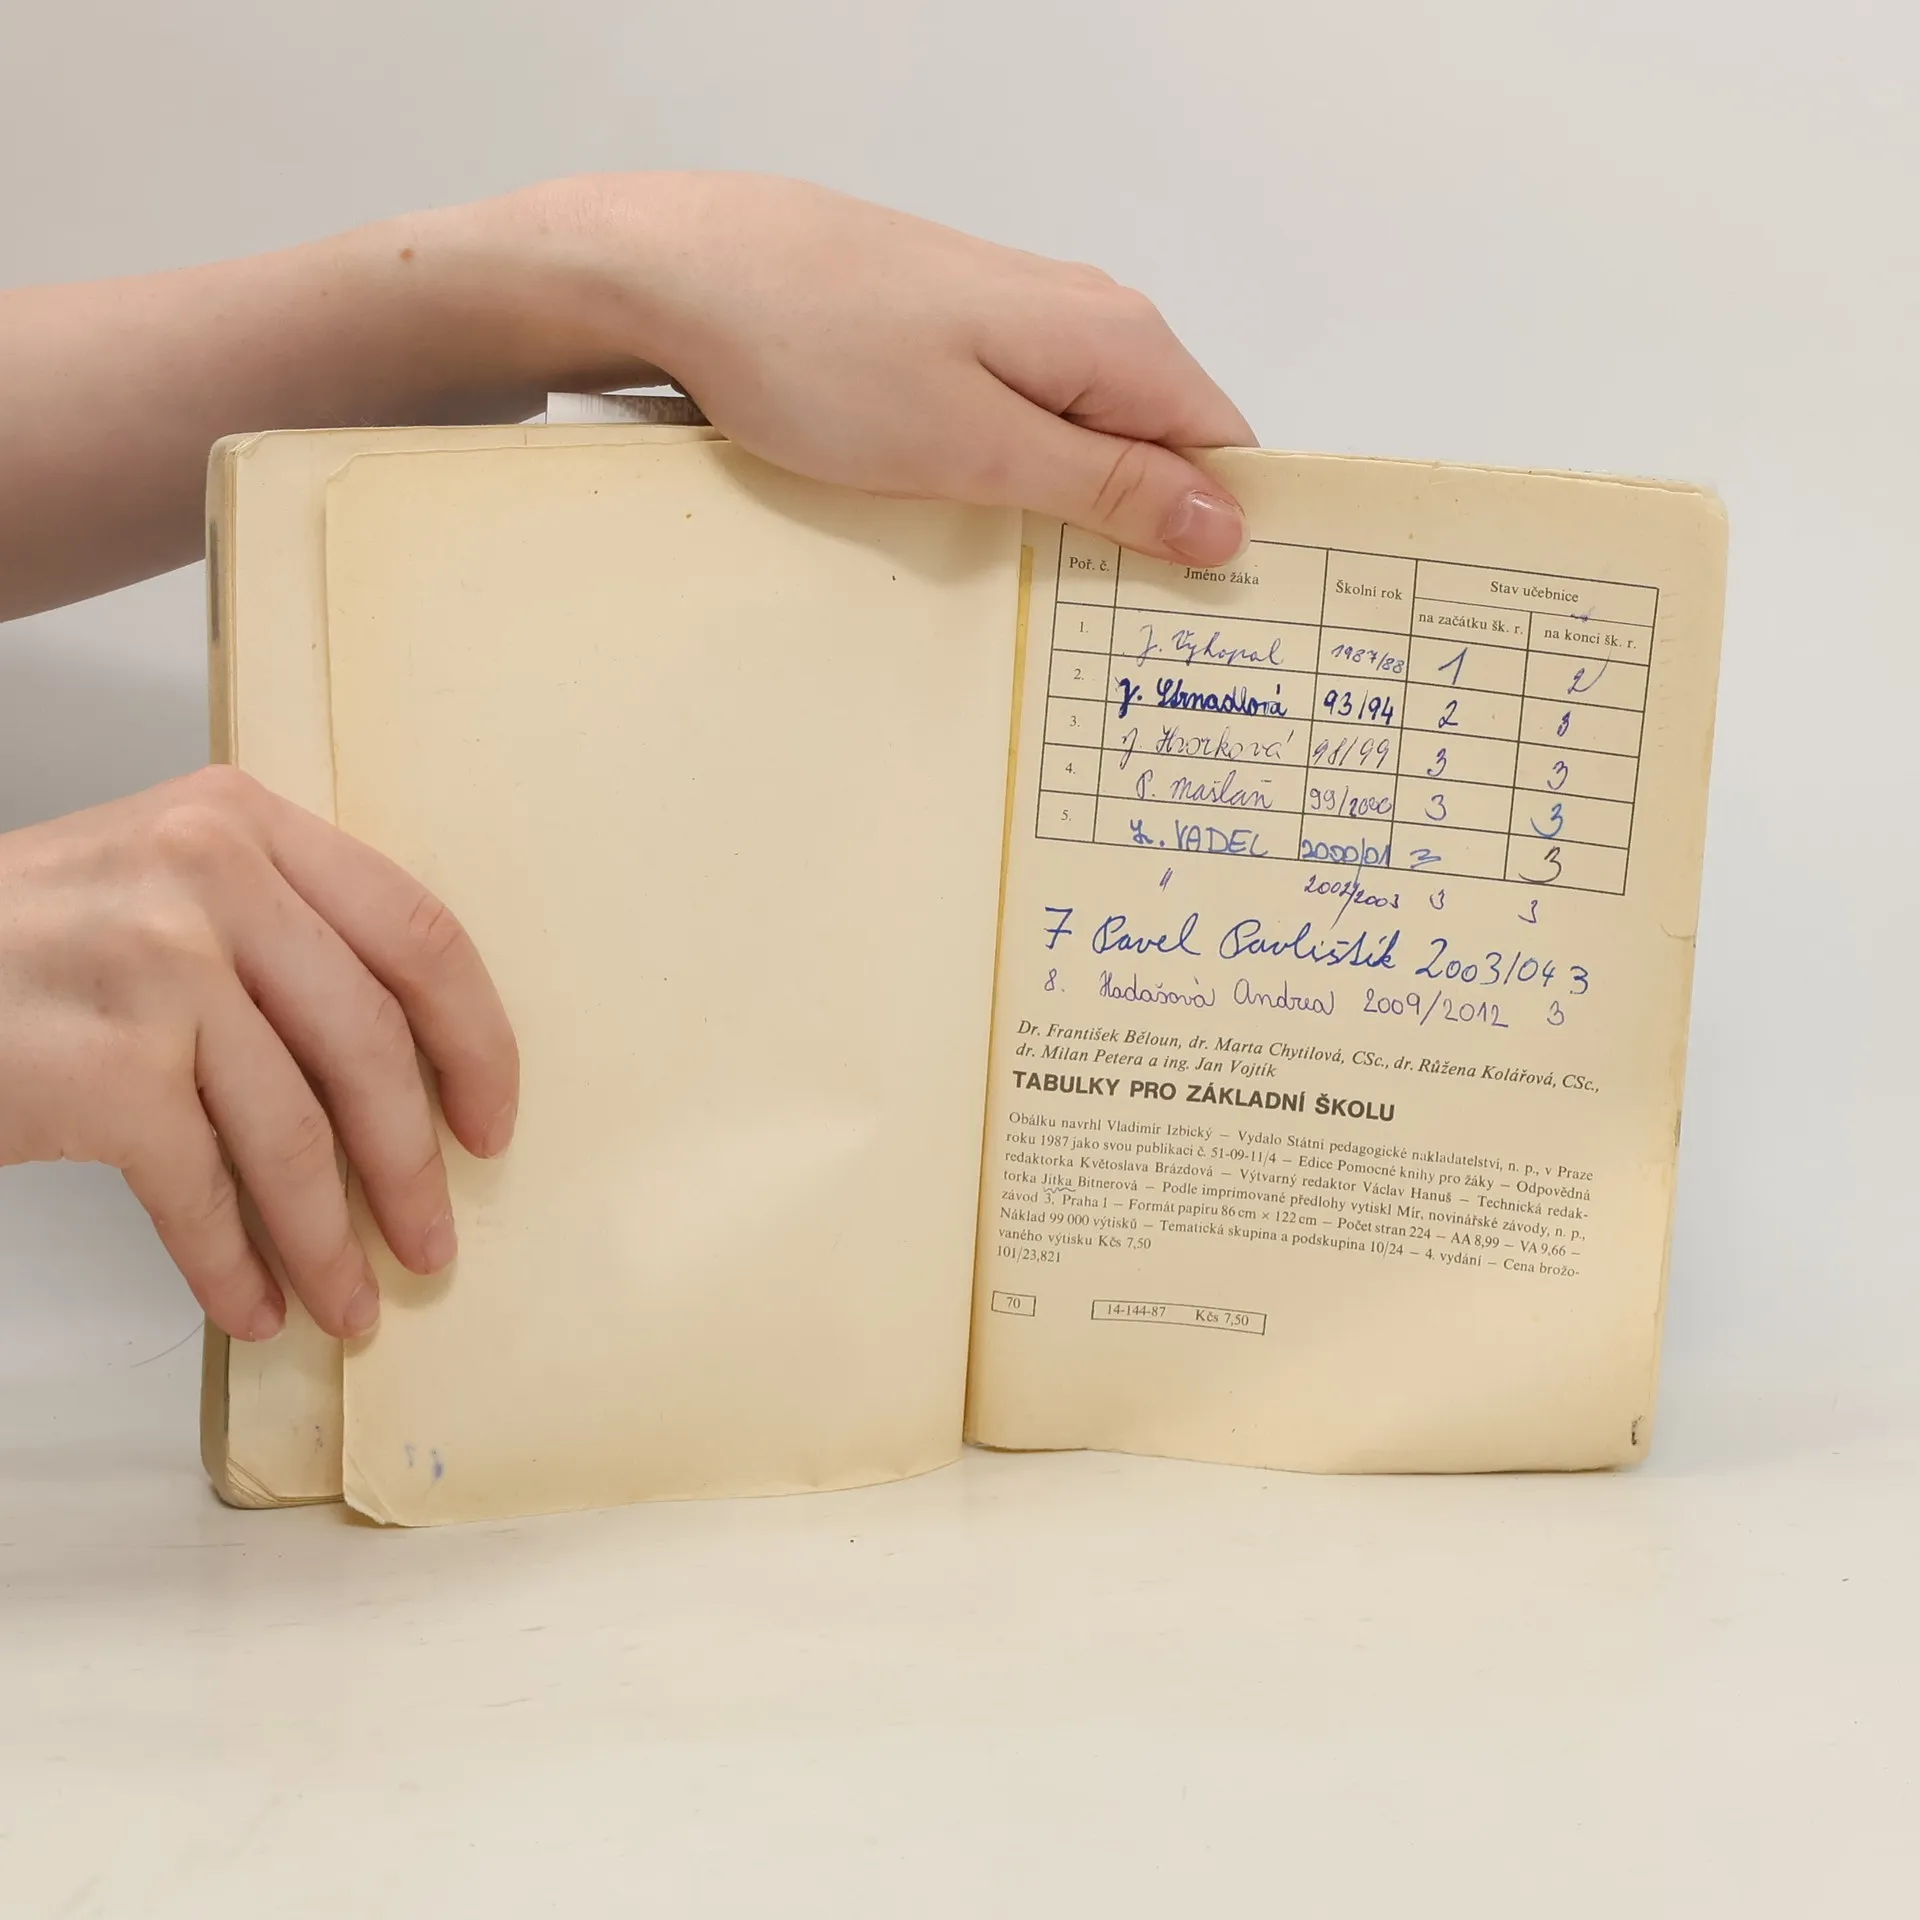 Poř. č. Jméno žáka Školní rok Stav učebnice
na začátku šk. r. na konci šk. r.
1. J. Vyhopal 1987/88 1 2
2. J. Strnadlová 93/94 2 3
3. J. Hvorková 98/99 3 3
4. P. Mašlaň 99/2000 3 3
5. L. VADEL 2000/01 3 3
〃 2002/2003 3 3
7 Pavel Pavlištík 2003/04 3
8. Hadašová Andrea 2009/2012 3
Dr. František Běloun, dr. Marta Chytilová, CSc., dr. Růžena Kolářová, CSc.,
dr. Milan Petera a ing. Jan Vojtík
TABULKY PRO ZÁKLADNÍ ŠKOLU
Obálku navrhl Vladimír Izbický — Vydalo Státní pedagogické nakladatelství, n. p., v Praze
roku 1987 jako svou publikaci č. 51-09-11/4 — Edice Pomocné knihy pro žáky — Odpovědná
redaktorka Květoslava Brázdová — Výtvarný redaktor Václav Hanuš — Technická redak-
torka Jitka Bitnerová — Podle imprimované předlohy vytiskl Mír, novinářské závody, n. p.,
závod 3, Praha 1 — Formát papíru 86 cm × 122 cm — Počet stran 224 — AA 8,99 — VA 9,66 —
Náklad 99 000 výtisků — Tematická skupina a podskupina 10/24 — 4. vydání — Cena brožo-
vaného výtisku Kčs 7,50
101/23,821
70 14-144-87 Kčs 7,50